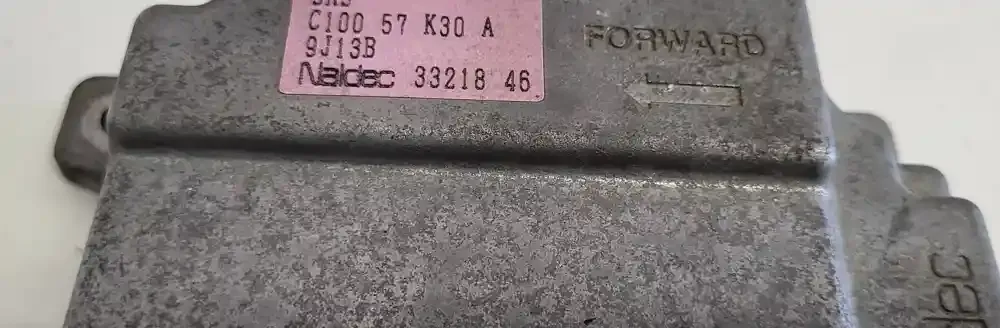 C100 57 K30 A
9J13B
Naldec 33218 46
FORWARD